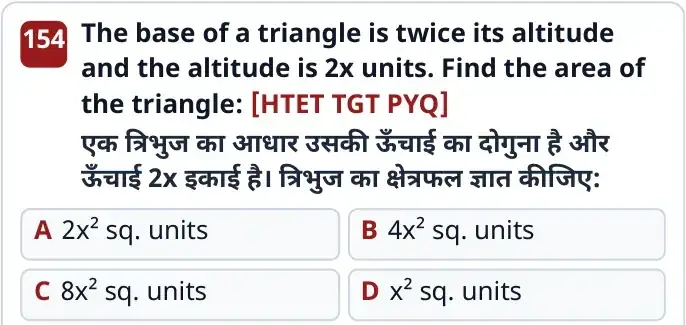 154 The base of a triangle is twice its altitude
and the altitude is 2x units. Find the area of
the triangle: [HTET TGT PYQ]
एक त्रिभुज का आधार उसकी ऊँचाई का दोगुना है और
ऊँचाई 2x इकाई है। त्रिभुज का क्षेत्रफल ज्ञात कीजिए:
A 2x² sq. units
B 4x² sq. units
C 8x² sq. units
D x² sq. units